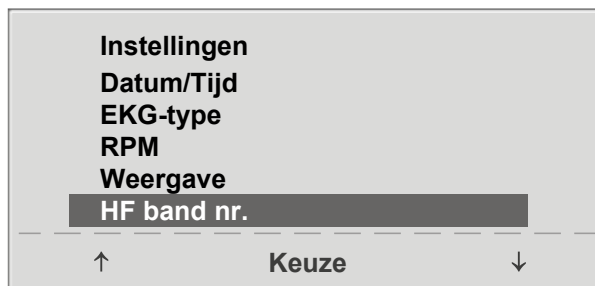 Instellingen
Datum/Tijd
EKG-type
RPM
Weergave
HF band nr.
↑ Keuze ↓